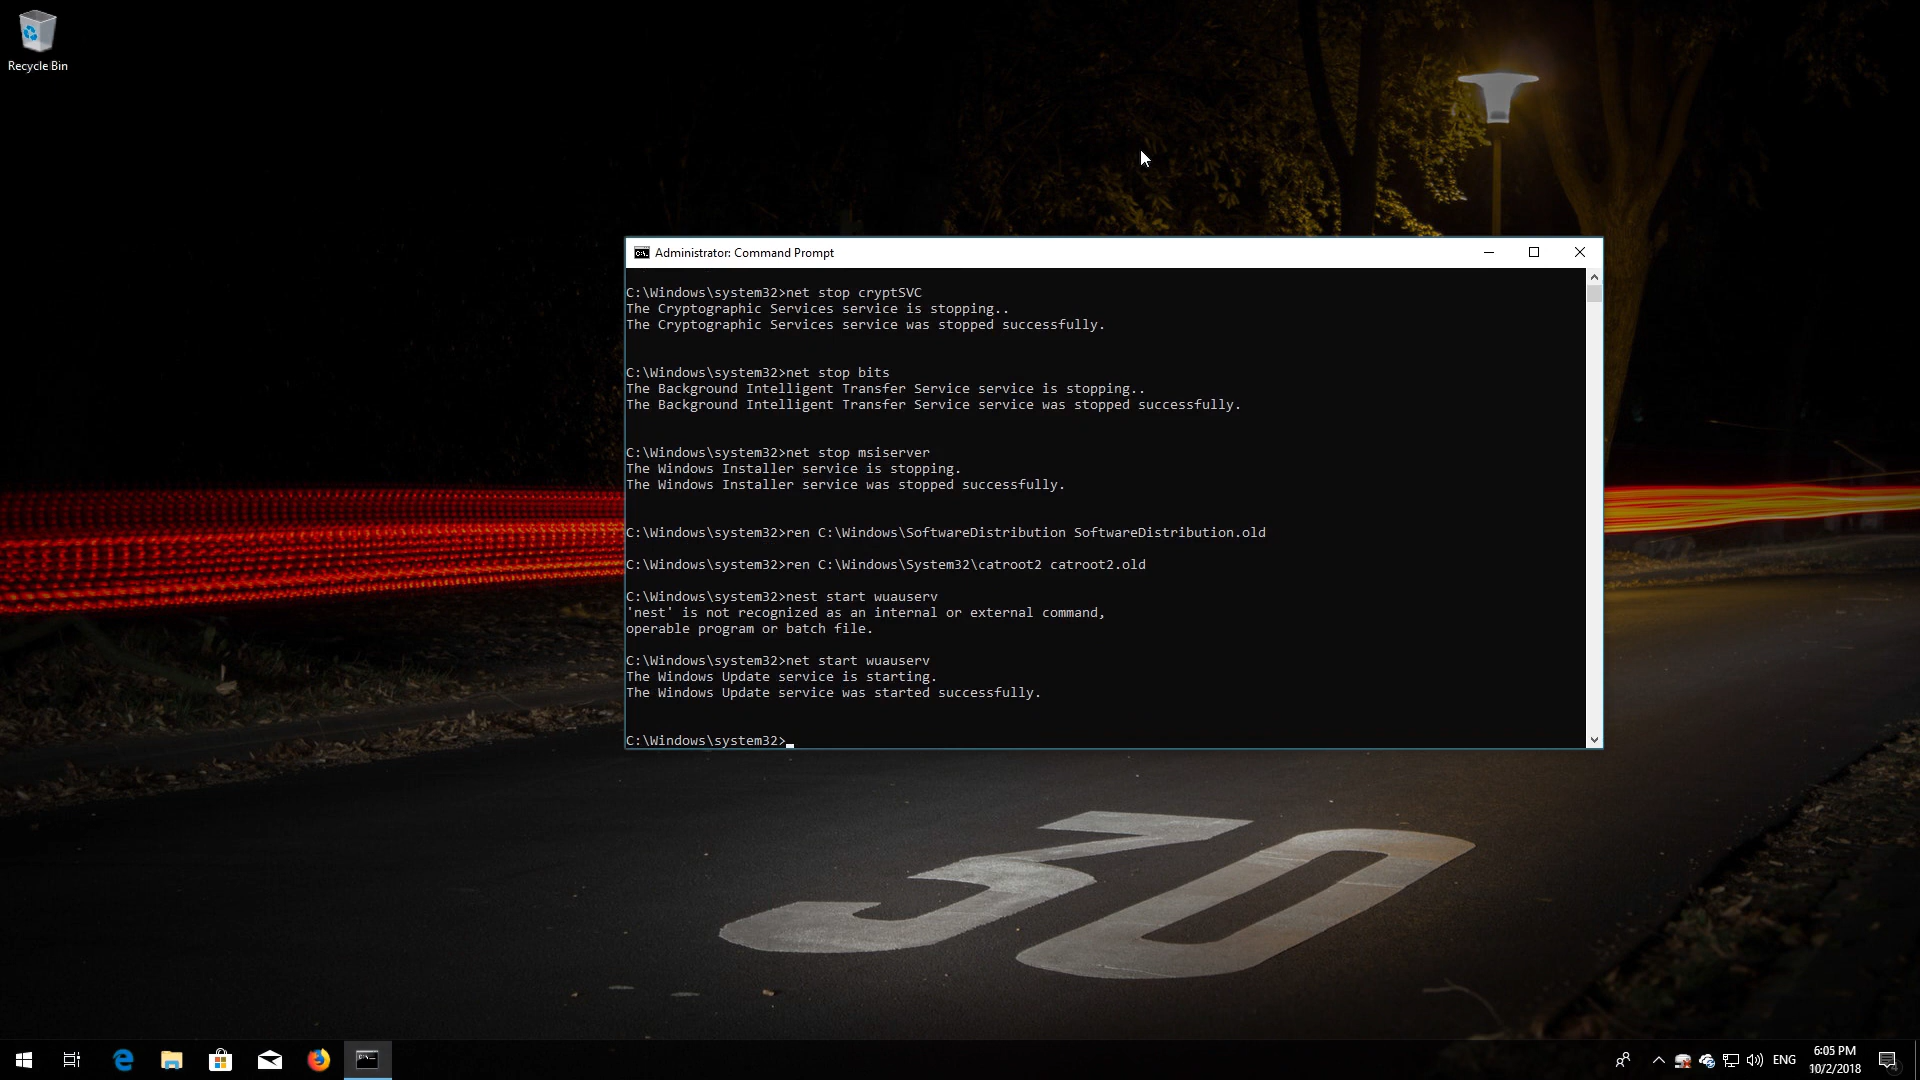 Recycle Bin
Administrator: Command Prompt
C:\Windows\system32>net stop cryptSVC
The Cryptographic Services service is stopping..
The Cryptographic Services service was stopped successfully.
C:\Windows\system32>net stop bits
The Background Intelligent Transfer Service service is stopping..
The Background Intelligent Transfer Service service was stopped successfully.
C:\Windows\system32>net stop msiserver
The Windows Installer service is stopping.
The Windows Installer service was stopped successfully.
C:\Windows\system32>ren C:\Windows\SoftwareDistribution SoftwareDistribution.old
C:\Windows\system32>ren C:\Windows\System32\catroot2 catroot2.old
C:\Windows\system32>nest start wuauserv
'nest' is not recognized as an internal or external command,
operable program or batch file.
C:\Windows\system32>net start wuauserv
The Windows Update service is starting.
The Windows Update service was started successfully.
C:\Windows\system32>
30
ENG
6:05 PM
10/2/2018
4